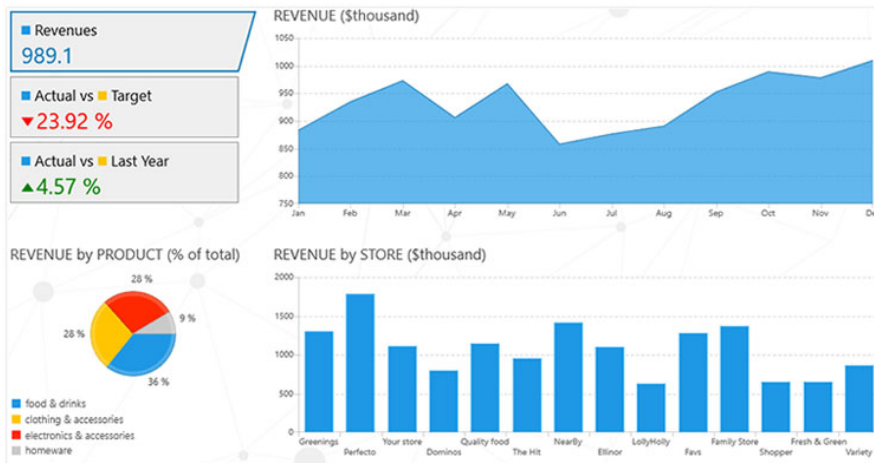 Revenues
989.1
Actual vs Target
▼23.92 %
Actual vs Last Year
▲4.57 %
REVENUE ($thousand)
1050
1000
950
900
850
800
750
Jan Feb Mar Apr May Jun Jul Aug Sep Oct Nov De
REVENUE by PRODUCT (% of total)
28 %
9 %
28 %
36 %
food & drinks
clothing & accessories
electronics & accessories
homeware
REVENUE by STORE ($thousand)
2000
1500
1000
500
0
Greenings Your store Quality food NearBy LollyHolly Family Store Fresh & Green
Perfecto Dominos The Hit Ellinor Favs Shopper Variety